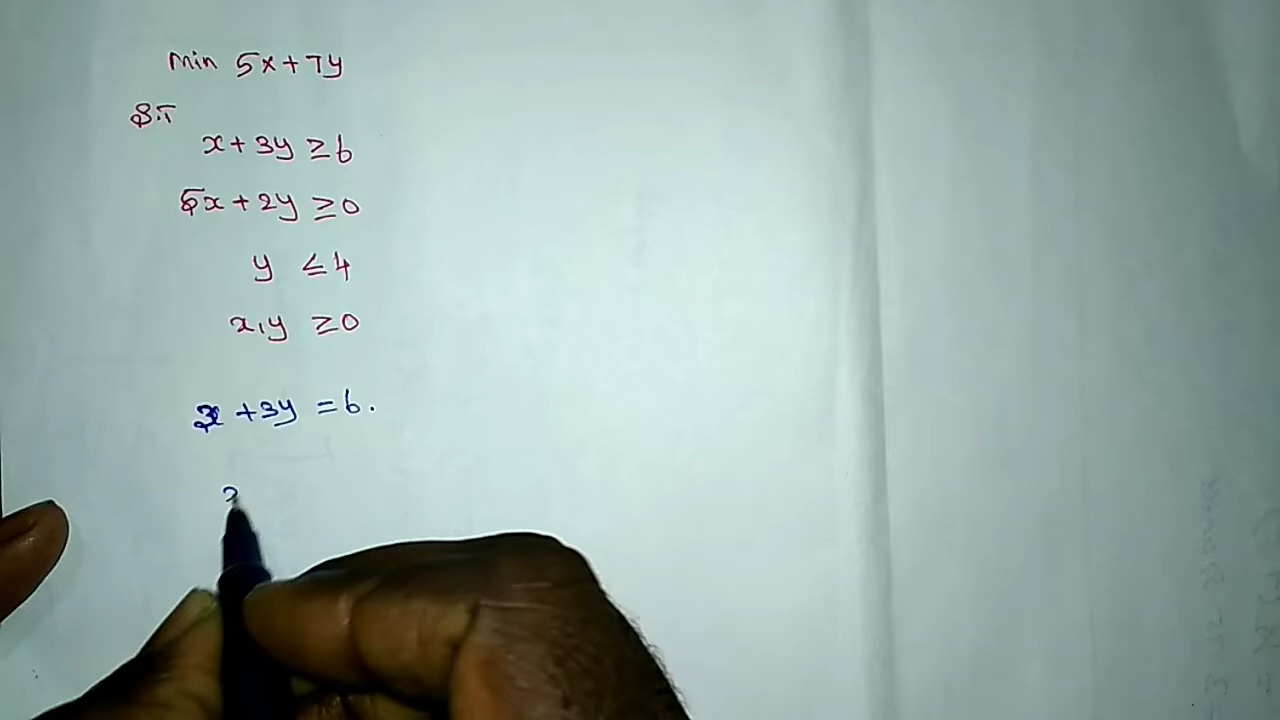 Min 5x+7y
S.T
x+3y ≥6
5x+2y ≥0
y ≤4
x,y ≥0
x +3y =6.